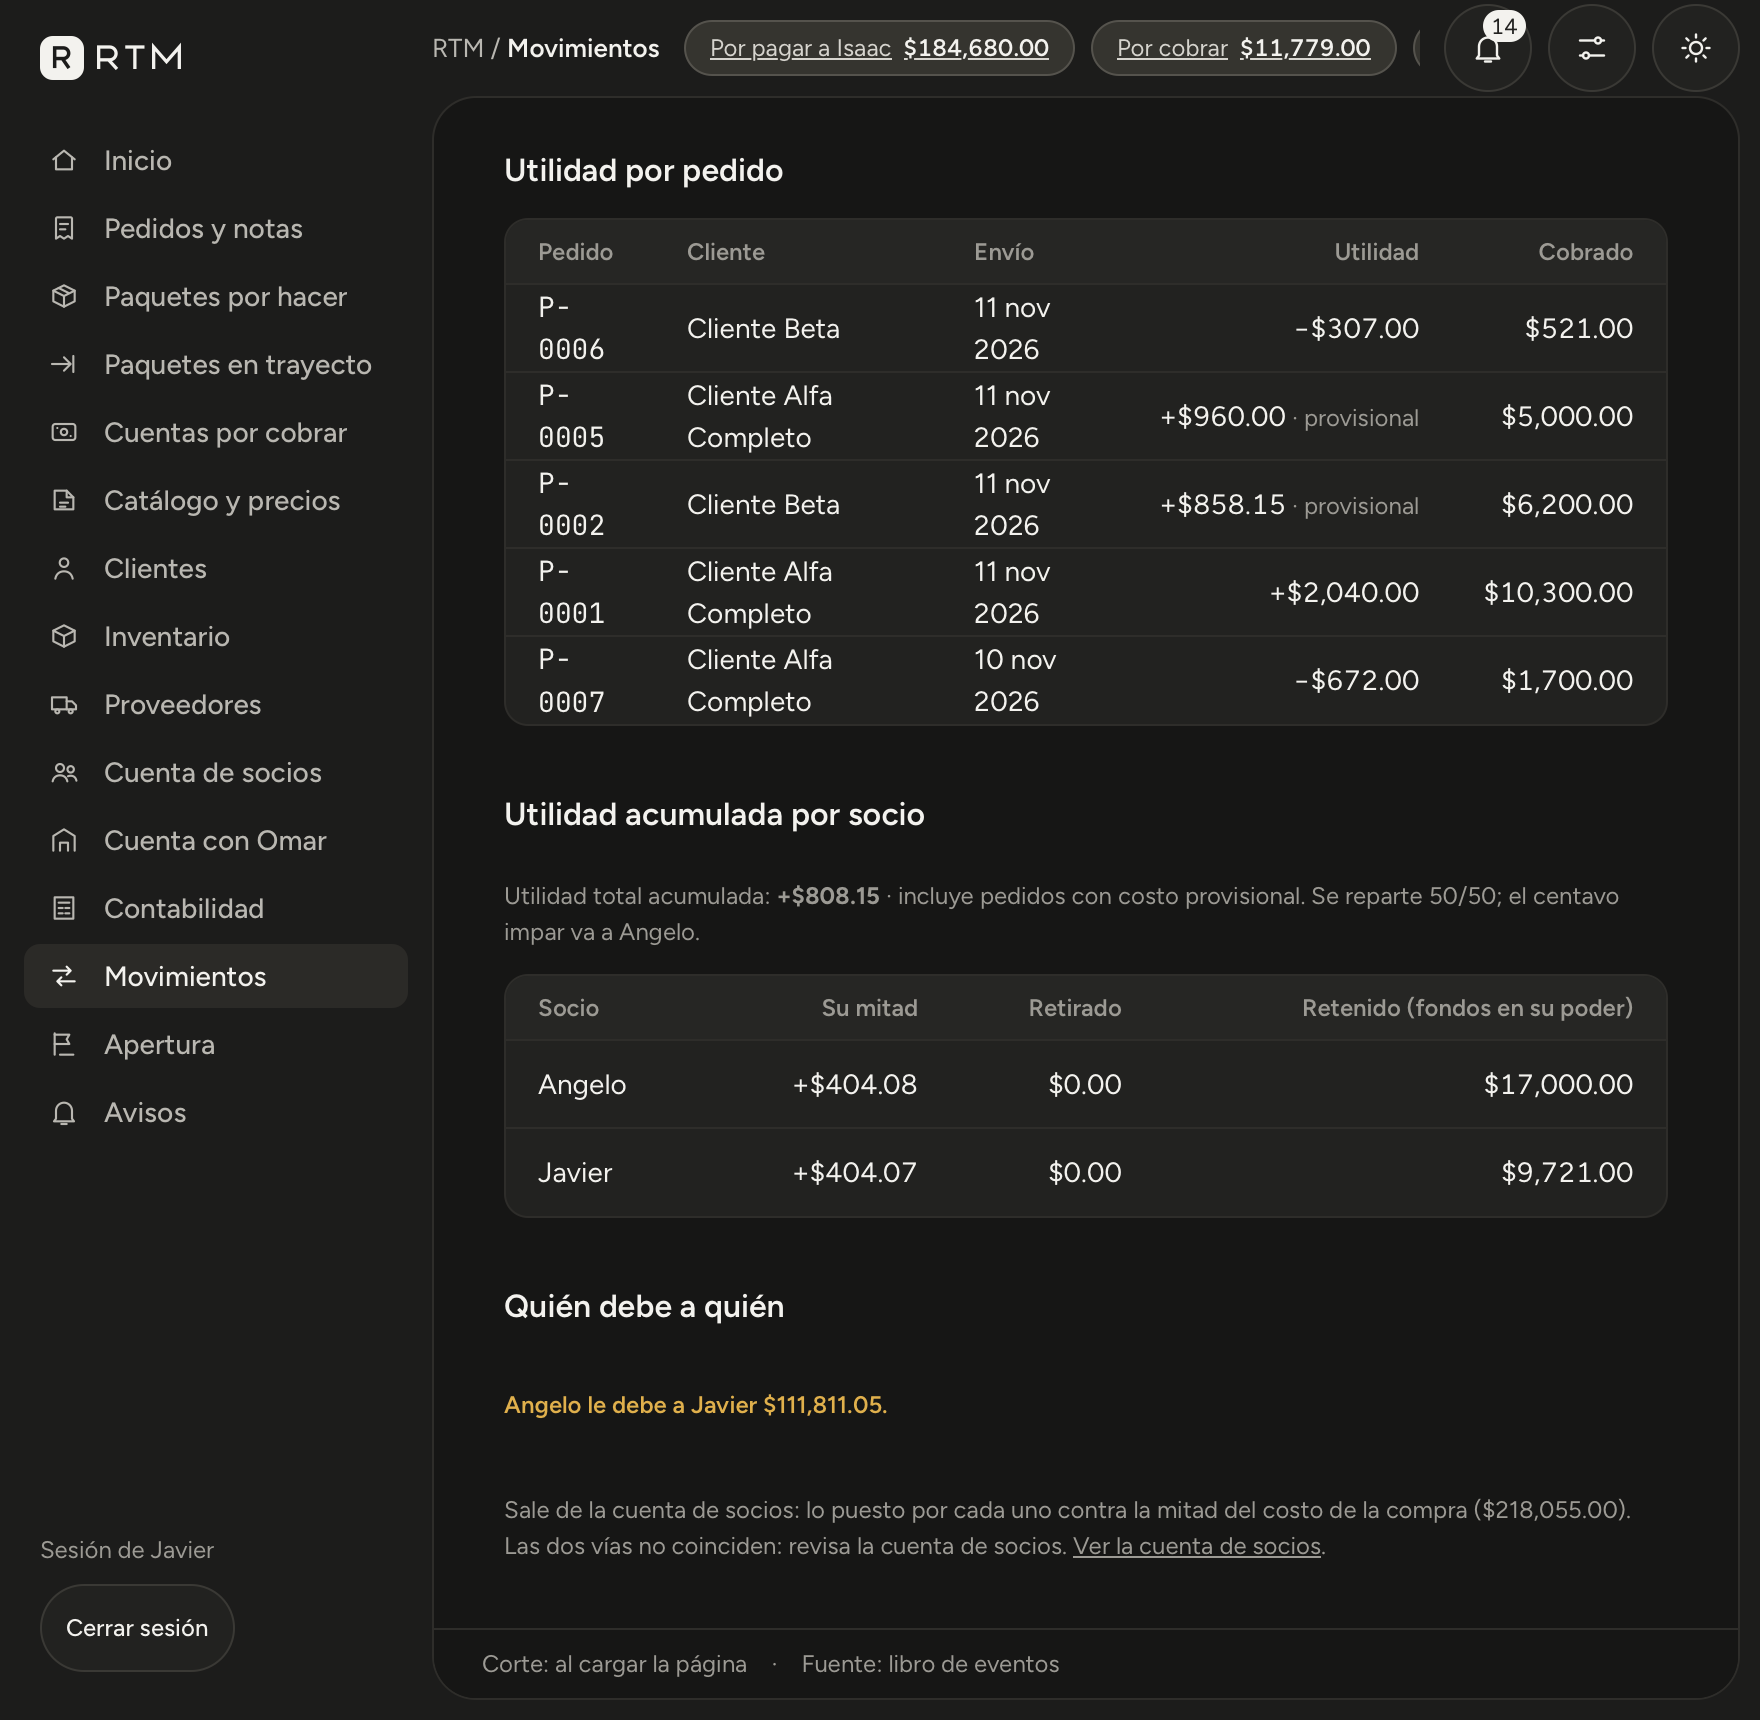 R RTM
RTM / Movimientos
Por pagar a Isaac $184,680.00
Por cobrar $11,779.00
14
Inicio
Pedidos y notas
Paquetes por hacer
Paquetes en trayecto
Cuentas por cobrar
Catálogo y precios
Clientes
Inventario
Proveedores
Cuenta de socios
Cuenta con Omar
Contabilidad
Movimientos
Apertura
Avisos
Sesión de Javier
Cerrar sesión
Utilidad por pedido
Pedido Cliente Envío Utilidad Cobrado
P-0006 Cliente Beta 11 nov 2026 -$307.00 $521.00
P-0005 Cliente Alfa Completo 11 nov 2026 +$960.00 · provisional $5,000.00
P-0002 Cliente Beta 11 nov 2026 +$858.15 · provisional $6,200.00
P-0001 Cliente Alfa Completo 11 nov 2026 +$2,040.00 $10,300.00
P-0007 Cliente Alfa Completo 10 nov 2026 -$672.00 $1,700.00
Utilidad acumulada por socio
Utilidad total acumulada: +$808.15 · incluye pedidos con costo provisional. Se reparte 50/50; el centavo
impar va a Angelo.
Socio Su mitad Retirado Retenido (fondos en su poder)
Angelo +$404.08 $0.00 $17,000.00
Javier +$404.07 $0.00 $9,721.00
Quién debe a quién
Angelo le debe a Javier $111,811.05.
Sale de la cuenta de socios: lo puesto por cada uno contra la mitad del costo de la compra ($218,055.00).
Las dos vías no coinciden: revisa la cuenta de socios. Ver la cuenta de socios.
Corte: al cargar la página · Fuente: libro de eventos